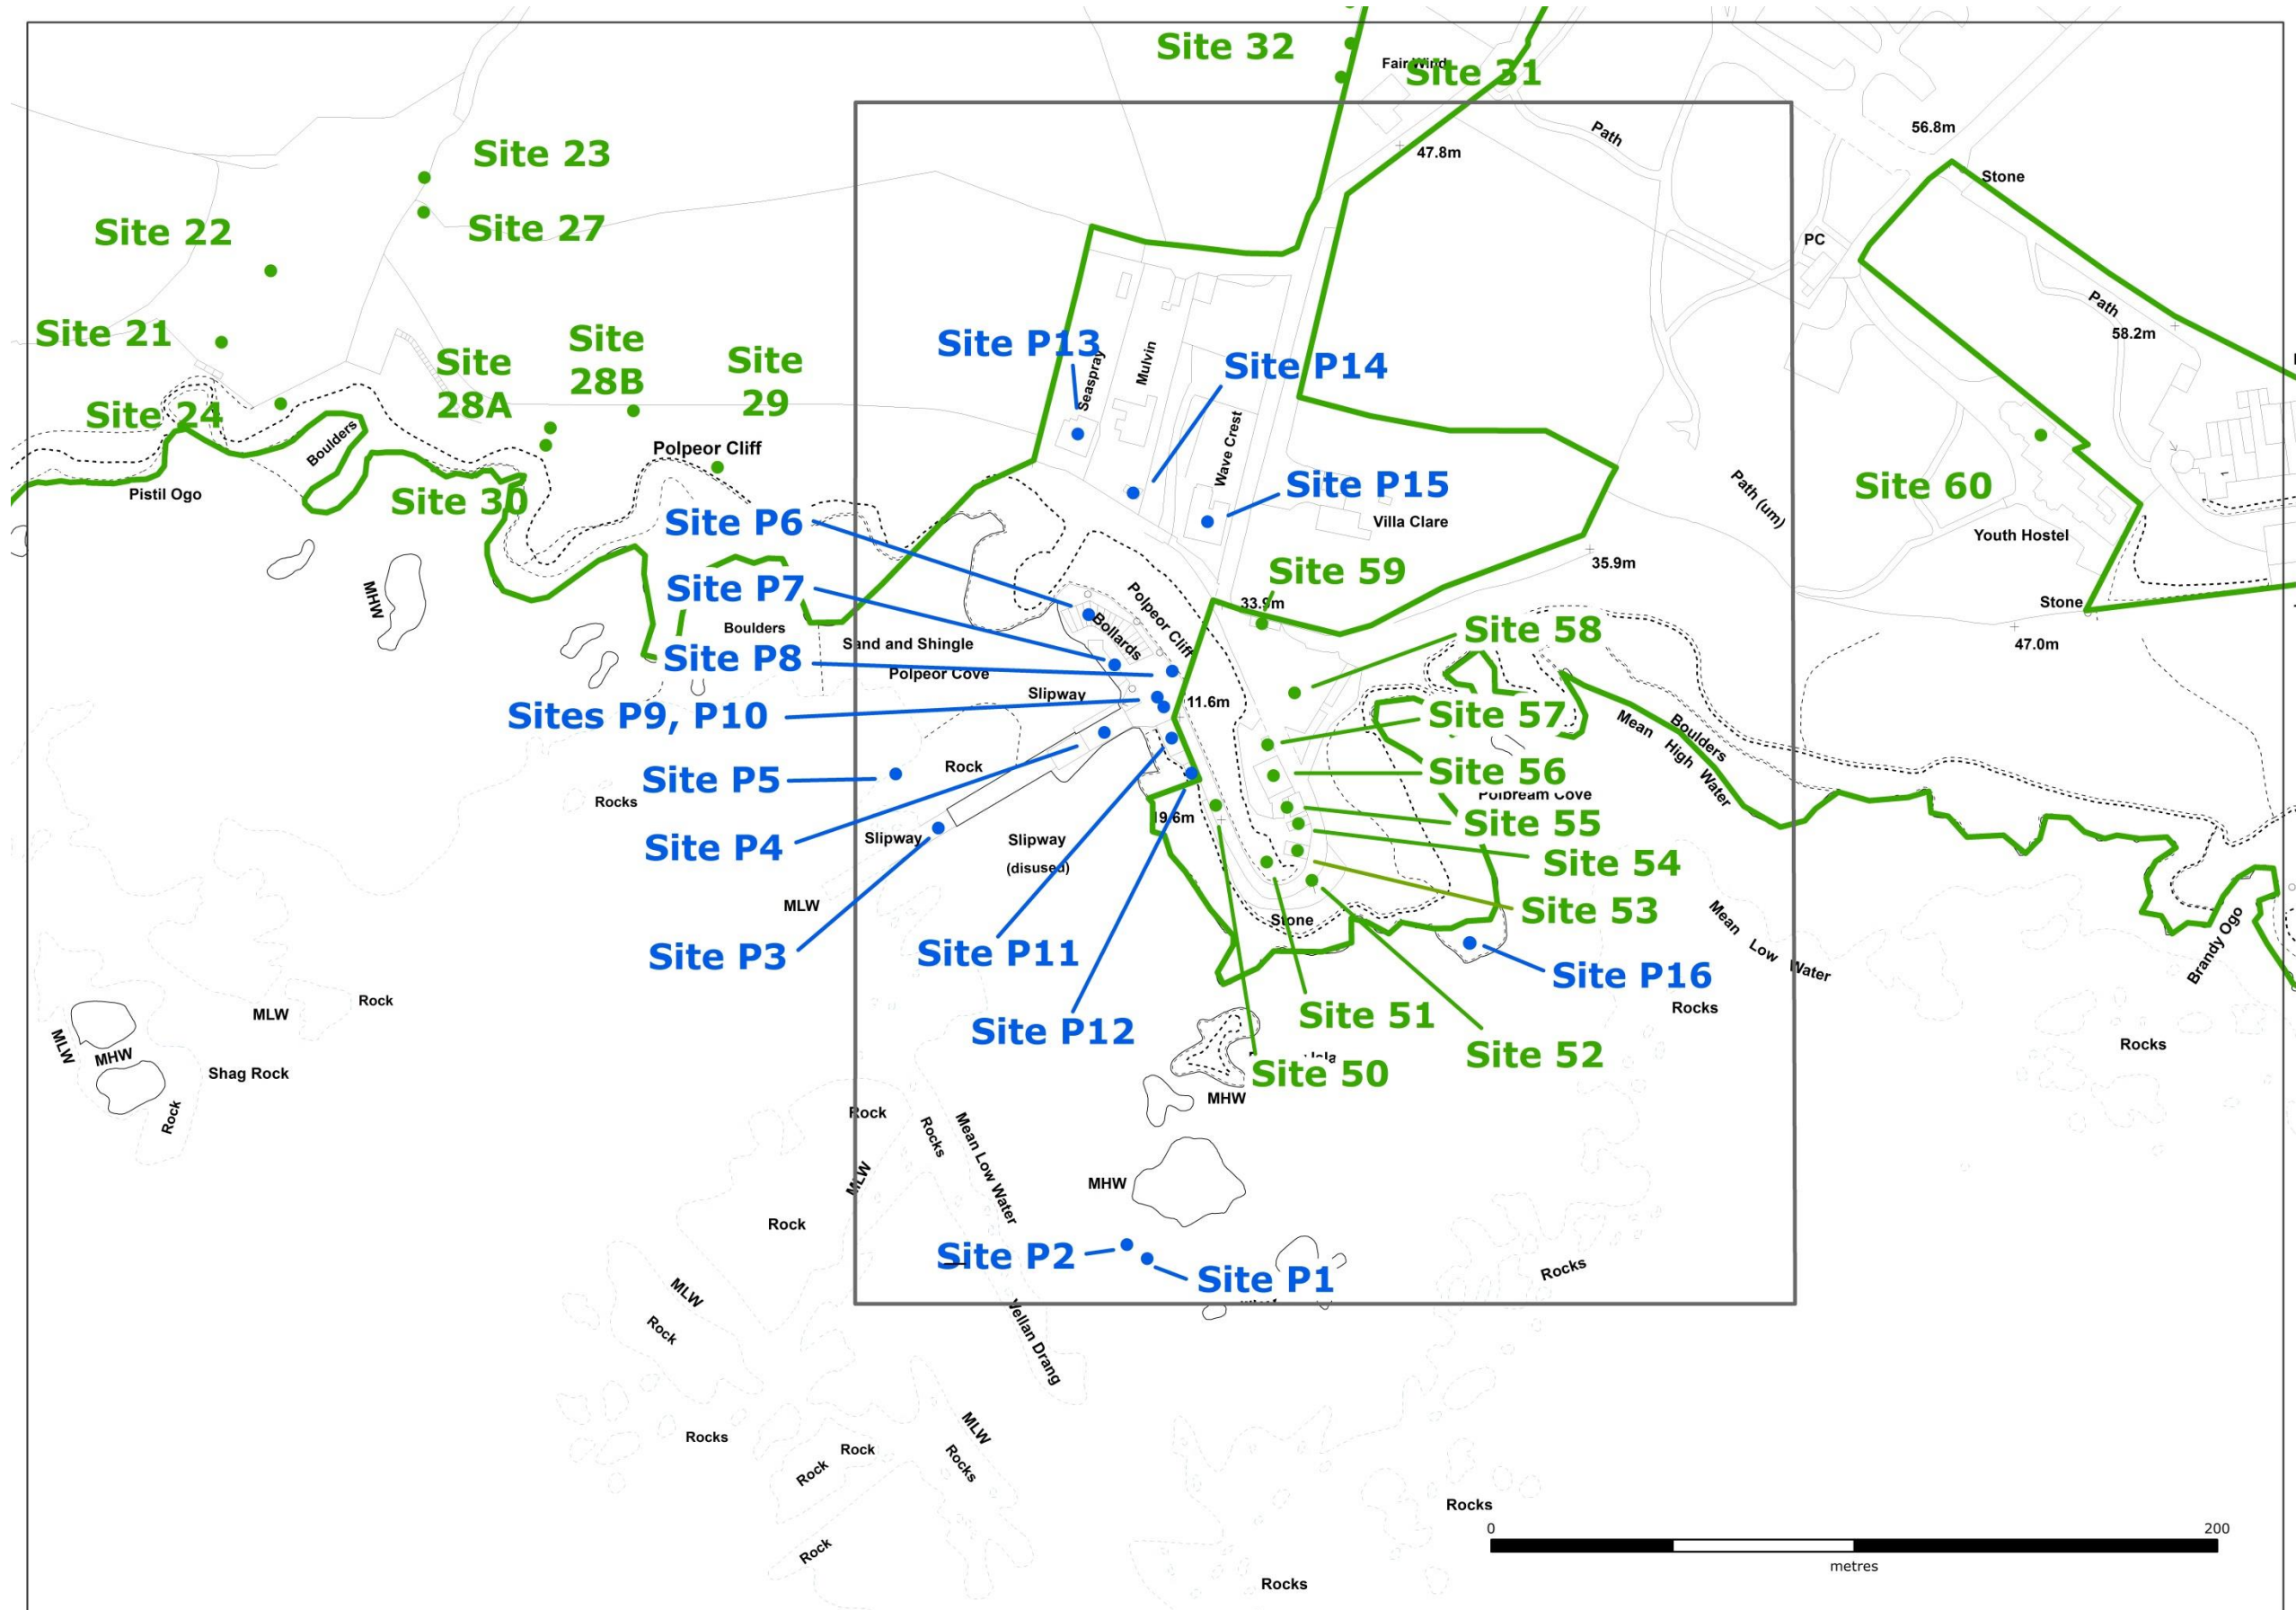 Site 32
Fair Wind
Site 31
56.8m
Path
47.8m
Site 23
Stone
Site 22
Site 27
PC
Path
58.2m
Site 21
Site 28A
Site 28B
Site 29
Site P13
Seaspray
Mulvin
Site P14
Site 24
Boulders
Polpeor Cliff
Wave Crest
Pistil Ogo
Site 30
Site P15
Villa Clare
Path (um)
1
Site 60
Youth Hostel
Site P6
35.9m
Site 59
33.9m
Stone
47.0m
MHW
Site P7
Polpeor Cliff
Bollards
Boulders
Sand and Shingle
Site 58
Site P8
Polpeor Cove
Slipway
11.6m
Sites P9, P10
Site 57
Boulders
Mean High Water
Site P5
Rock
Site 56
Polbream Cove
Rocks
19.6m
Site 55
Slipway
Slipway
(disused)
Site P4
Site 54
MLW
Site 53
Stone
Mean Low Water
Brandy Ogo
Site P3
Site P11
Site P16
Rock
MLW
Rocks
Site 51
Site P12
MLW
MHW
Site 52
Rocks
Shag Rock
Site 50
MHW
Rock
Rock
Rocks
Mean Low Water
MLW
MHW
Rock
Site P2
Site P1
Rocks
MLW
Rock
Vellan Drang
MLW
Rocks
Rock
Rocks
Rock
Rocks
0
200
metres
Rock
Rocks